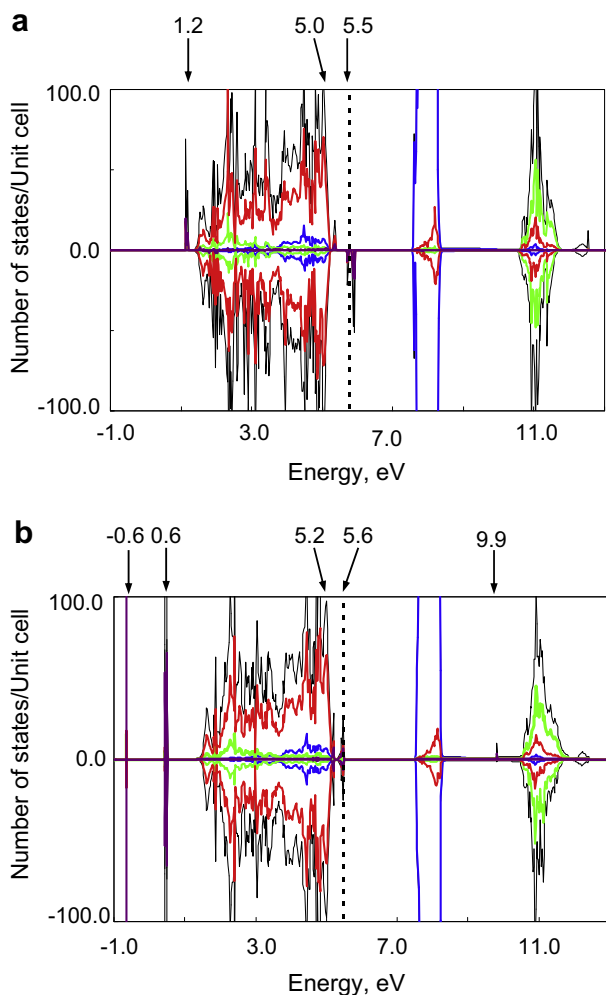 a
1.2 5.0 5.5
100.0
0.0
-100.0
Number of states/Unit cell
-1.0 3.0 7.0 11.0
Energy, eV
b
-0.6 0.6 5.2 5.6 9.9
100.0
0.0
-100.0
Number of states/Unit cell
-1.0 3.0 7.0 11.0
Energy, eV